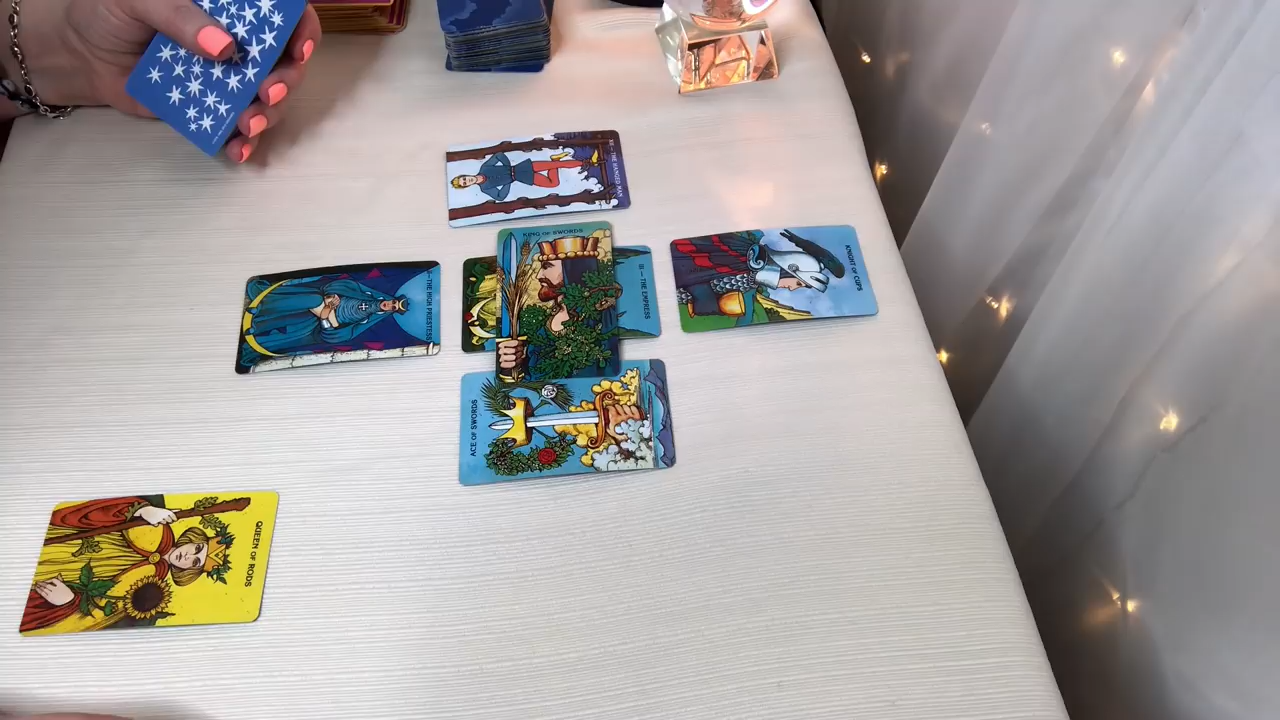 XII — THE HANGED MAN
KING OF SWORDS
III — THE EMPRESS
KNIGHT OF CUPS
THE HIGH PRIESTESS
ACE OF SWORDS
QUEEN OF RODS